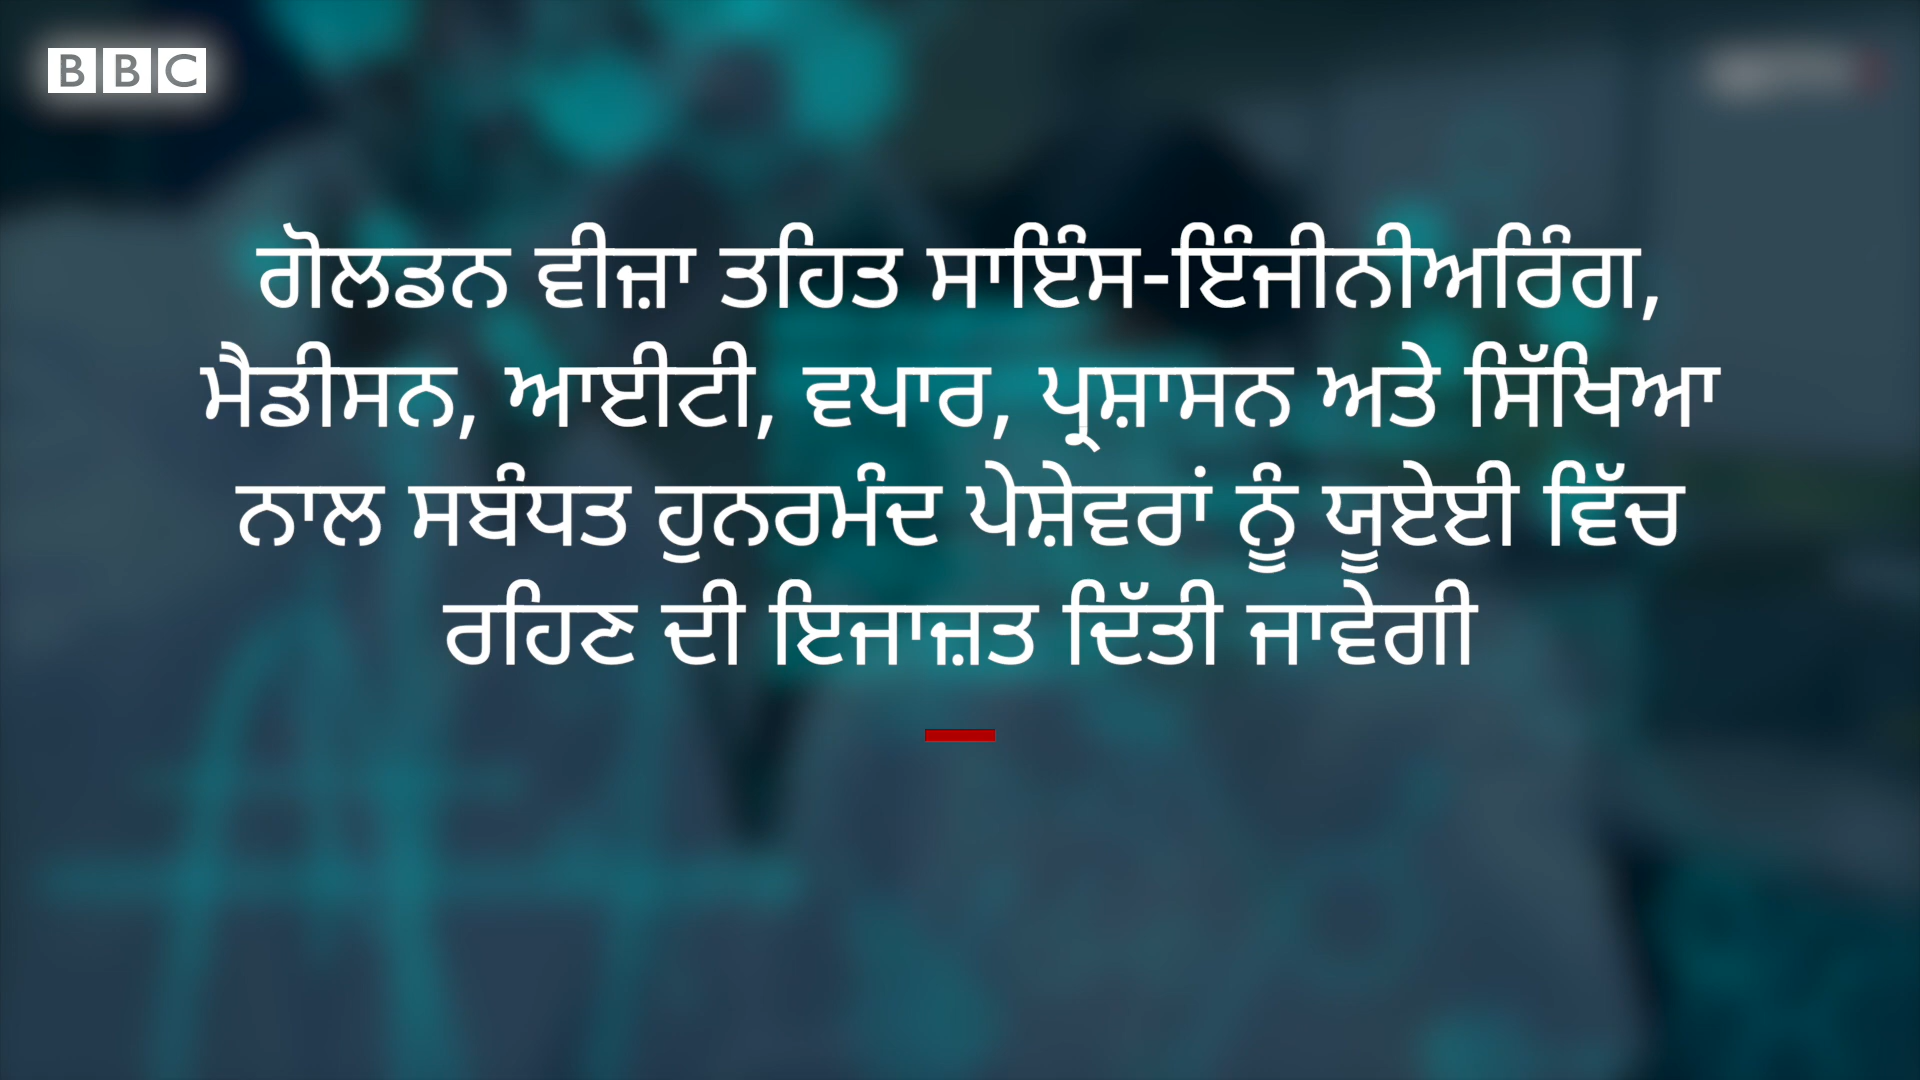 BBC
ਗੋਲਡਨ ਵੀਜ਼ਾ ਤਹਿਤ ਸਾਇੰਸ-ਇੰਜੀਨੀਅਰਿੰਗ,
ਮੈਡੀਸਨ, ਆਈਟੀ, ਵਪਾਰ, ਪ੍ਰਸ਼ਾਸਨ ਅਤੇ ਸਿੱਖਿਆ
ਨਾਲ ਸਬੰਧਤ ਹੁਨਰਮੰਦ ਪੇਸ਼ੇਵਰਾਂ ਨੂੰ ਯੂਏਈ ਵਿੱਚ
ਰਹਿਣ ਦੀ ਇਜਾਜ਼ਤ ਦਿੱਤੀ ਜਾਵੇਗੀ